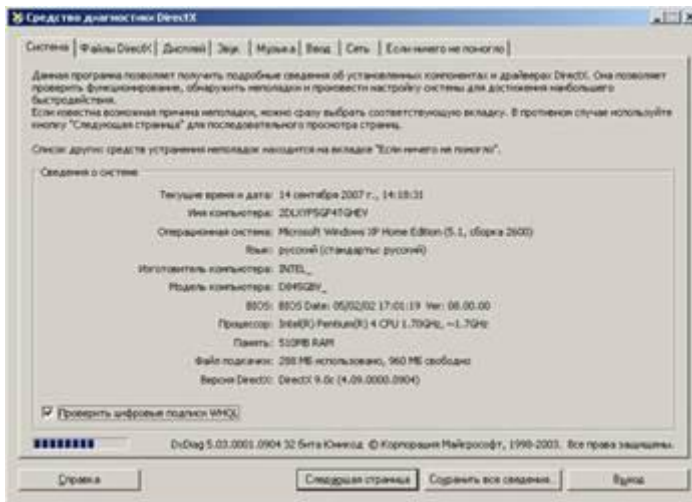 Средство диагностики DirectX
Система Файлы DirectX Дисплей Звук Музыка Ввод Сеть Если ничего не помогло
Данная программа позволяет получить подробные сведения об установленных компонентах и драйверах DirectX. Она позволяет
проверить функционирование, обнаружить неполадки и произвести настройку системы для достижения наибольшего
быстродействия.
Если известна возможная причина неполадки, можно сразу выбрать соответствующую вкладку. В противном случае используйте
кнопку "Следующая страница" для последовательного просмотра страниц.
Список других средств устранения неполадок находится на вкладке "Если ничего не помогло".
Сведения о системе
Текущие время и дата: 14 сентября 2007 г., 14:18:31
Имя компьютера:
Операционная система: Microsoft Windows XP Home Edition (5.1, сборка 2600)
Язык: русский (стандарты: русский)
Изготовитель компьютера: INTEL_
Модель компьютера: D845GBV_
BIOS: BIOS Date: 05/02/02 17:01:19 Ver: 08.00.00
Процессор: Intel(R) Pentium(R) 4 CPU 1.70GHz, ~1.7GHz
Память: 510MB RAM
Файл подкачки: 288 МБ использовано, 960 МБ свободно
Версия DirectX: DirectX 9.0c (4.09.0000.0904)
Проверить цифровые подписи WHQL
DxDiag 5.03.0001.0904 32 бита Юникод © Корпорация Майкрософт, 1998-2003. Все права защищены.
Справка Следующая страница Сохранить все сведения... Выход